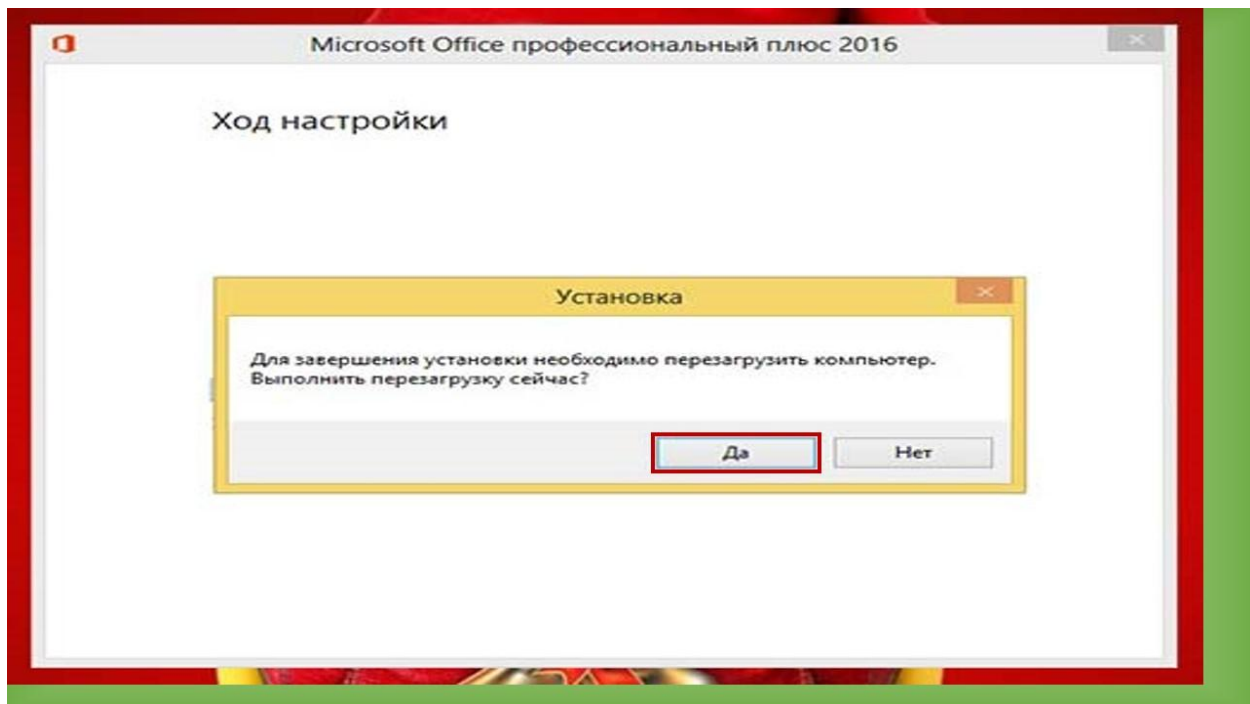 Microsoft Office профессиональный плюс 2016
Ход настройки
Установка
Для завершения установки необходимо перезагрузить компьютер.
Выполнить перезагрузку сейчас?
Да
Нет